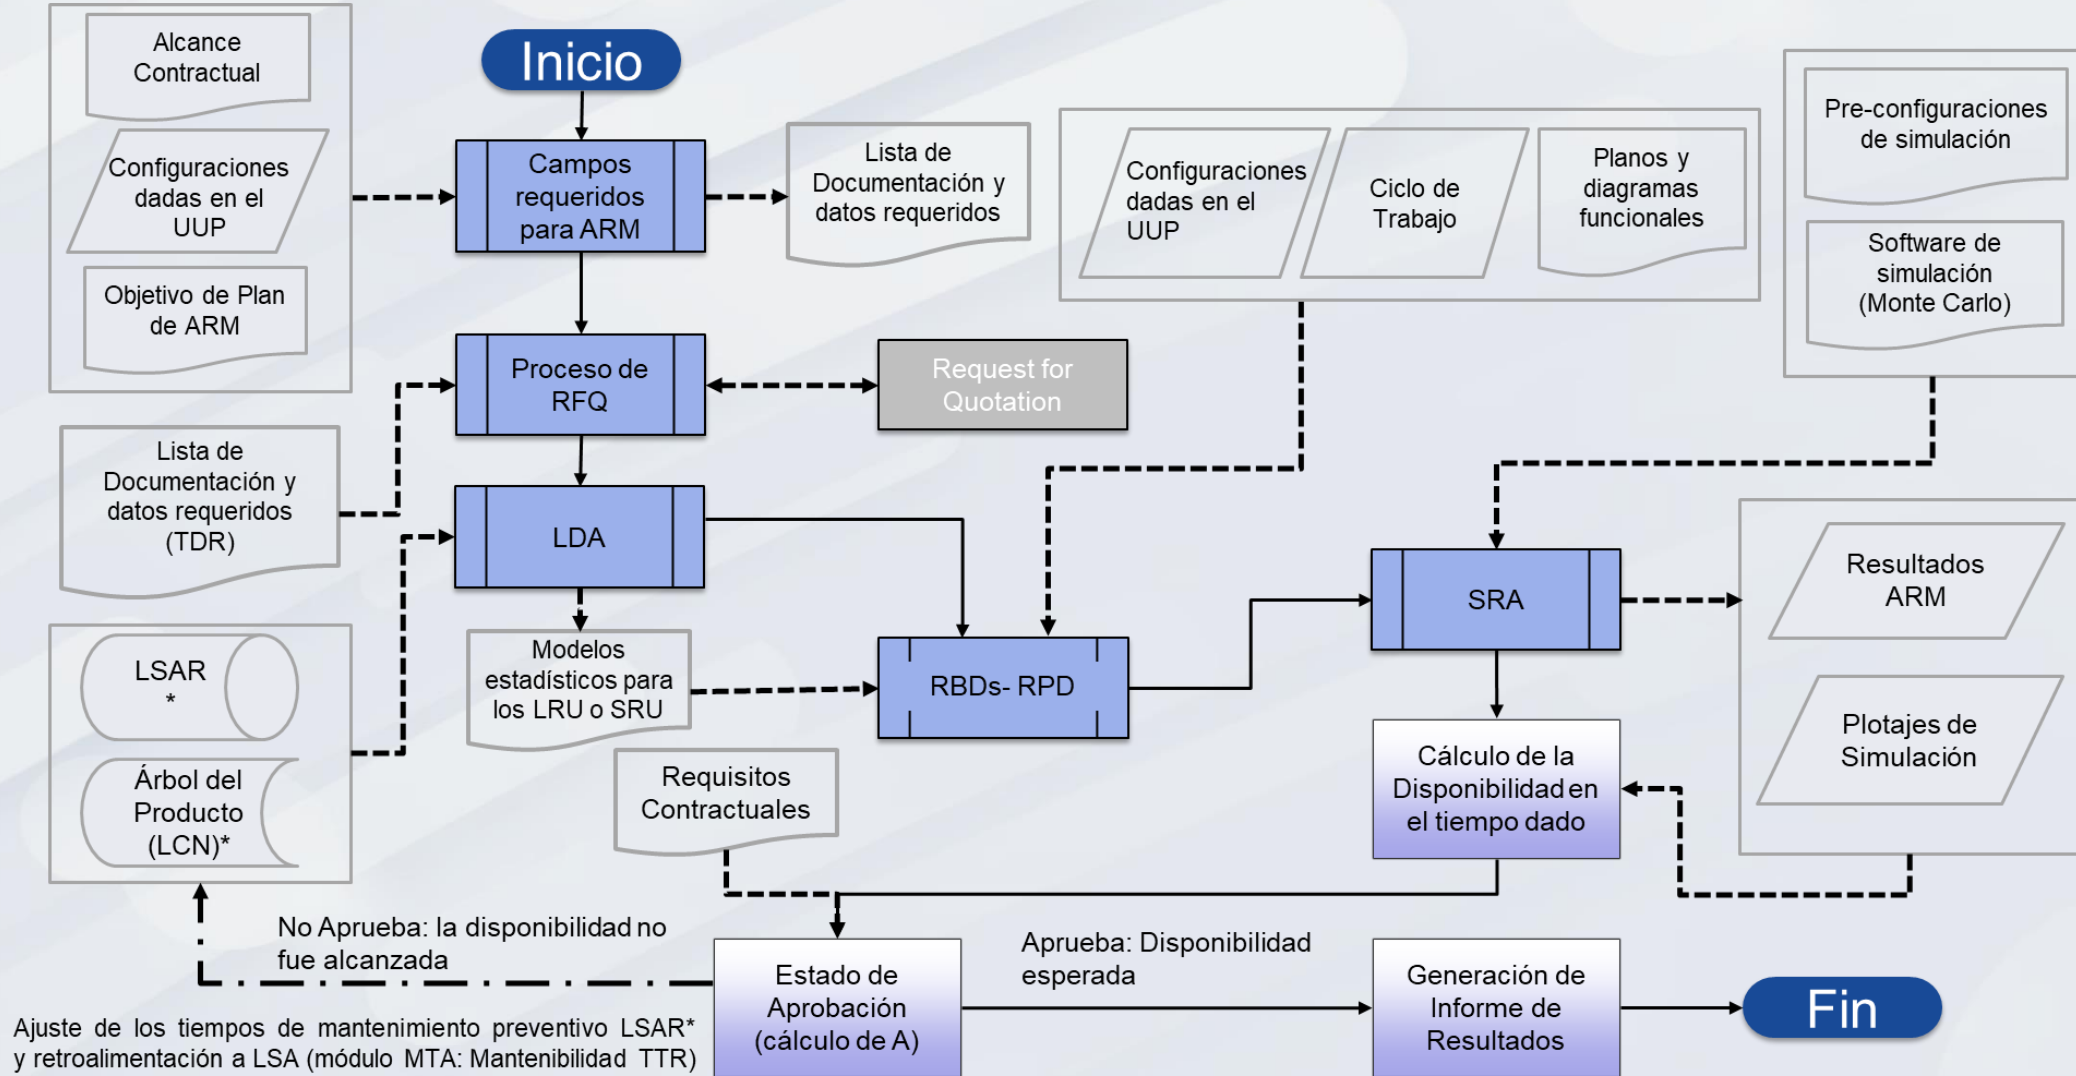 Alcance
Contractual
Configuraciones
dadas en el
UUP
Objetivo de Plan
de ARM
Inicio
Campos
requeridos
para ARM
Lista de
Documentación y
datos requeridos
Configuraciones
dadas en el
UUP
Ciclo de
Trabajo
Planos y
diagramas
funcionales
Pre-configuraciones
de simulación
Software de
simulación
(Monte Carlo)
Proceso de
RFQ
Request for
Quotation
Lista de
Documentación y
datos requeridos
(TDR)
LDA
LSAR
*
Árbol del
Producto
(LCN)*
Modelos
estadísticos para
los LRU o SRU
RBDs- RPD
SRA
Resultados
ARM
Plotajes de
Simulación
Requisitos
Contractuales
Cálculo de la
Disponibilidad en
el tiempo dado
No Aprueba: la disponibilidad no
fue alcanzada
Ajuste de los tiempos de mantenimiento preventivo LSAR*
y retroalimentación a LSA (módulo MTA: Mantenibilidad TTR)
Estado de
Aprobación
(cálculo de A)
Aprueba: Disponibilidad
esperada
Generación de
Informe de
Resultados
Fin